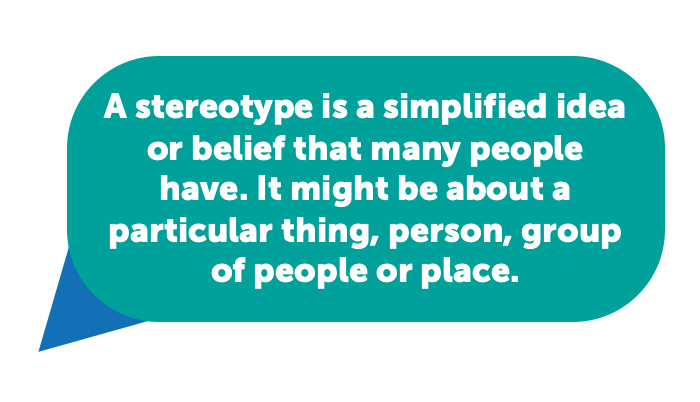 A stereotype is a simplified idea
or belief that many people
have. It might be about a
particular thing, person, group
of people or place.